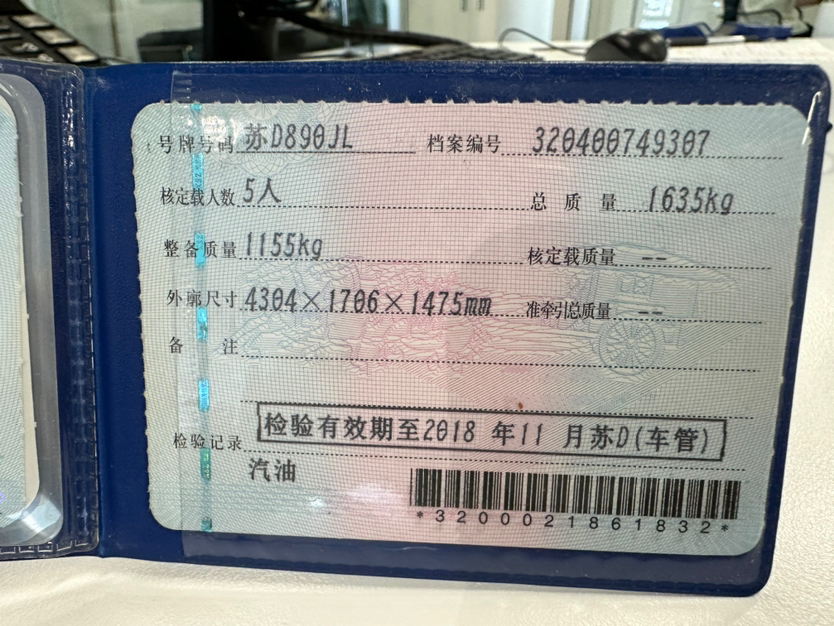 号牌号码 苏D890JL 档案编号 320400749307
核定载人数 5人 总质量 1635kg
整备质量 1155kg 核定载质量 --
外廓尺寸 4304×1706×1475mm 准牵引总质量 --
备注
检验记录 检验有效期至2018 年11 月苏D(车管)
汽油
*3200021861832*